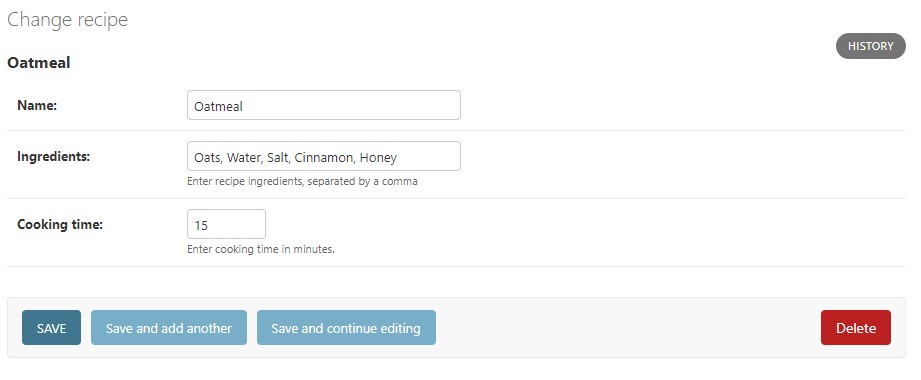 Change recipe
HISTORY
Oatmeal
Name:
Oatmeal
Ingredients:
Oats, Water, Salt, Cinnamon, Honey
Enter recipe ingredients, separated by a comma
Cooking time:
15
Enter cooking time in minutes.
SAVE
Save and add another
Save and continue editing
Delete